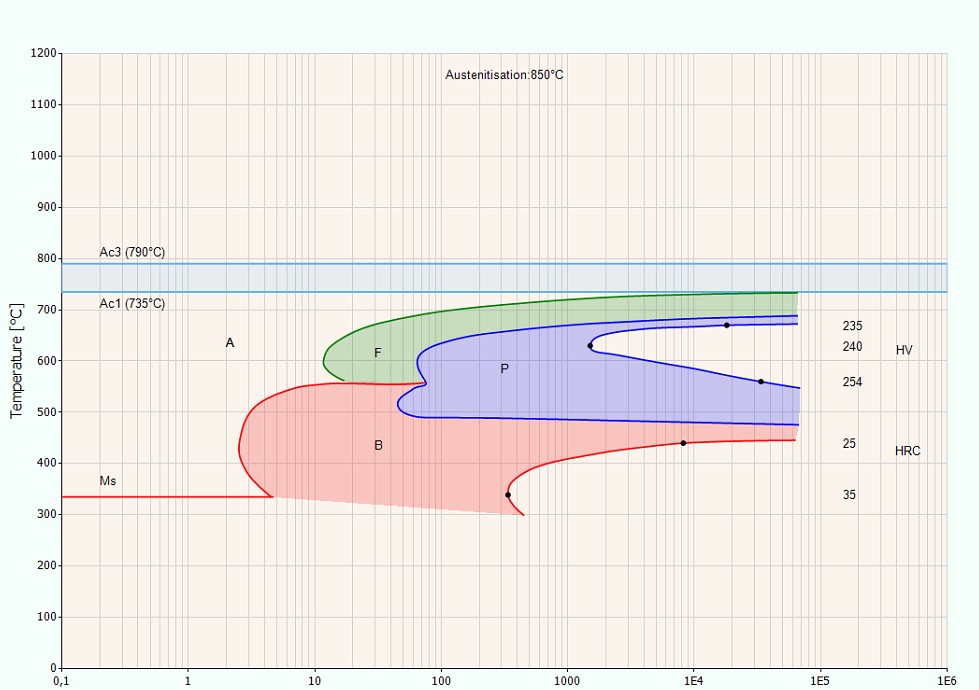 1200
Austenitisation:850°C
1100
1000
900
Ac3 (790°C)
800
Ac1 (735°C)
700
235
A
240
HV
F
600
P
254
500
B
25
HRC
400
Ms
35
300
200
100
0
Temperature [°C]
0,1 1 10 100 1000 1E4 1E5 1E6